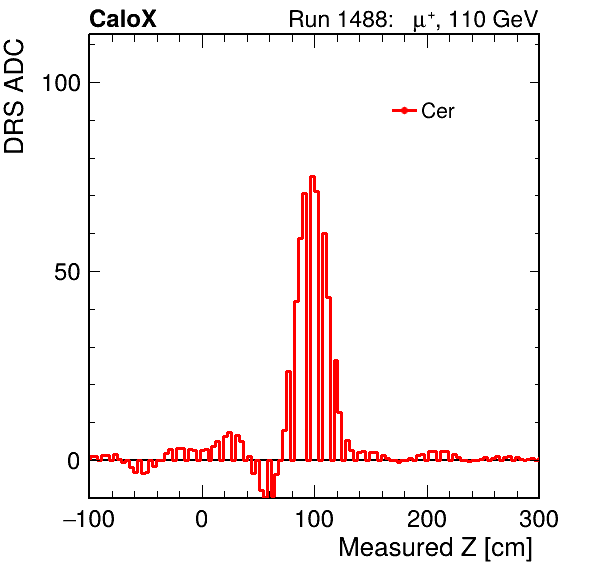 CaloX Run 1488: μ⁺, 110 GeV
DRS ADC
100
50
0
Cer
−100 0 100 200 300
Measured Z [cm]